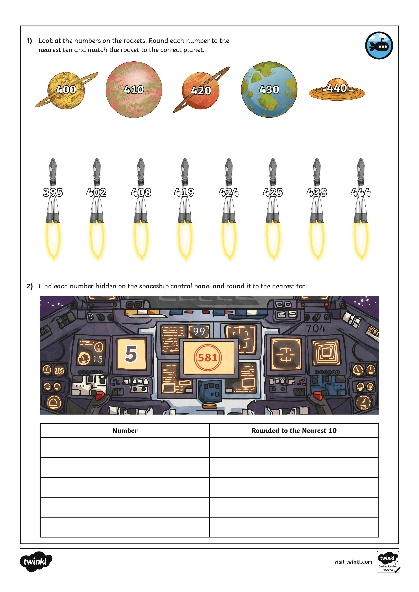 1) Look at the numbers on the rockets. Round each number to the
nearest ten and match the rocket to the correct planet.
400 410 420 430 440
395 402 408 419 424 425 435 444
2) Find each number hidden on the spaceship control panel and round it to the nearest ten.
99 704
5 581
Number Rounded to the Nearest 10
twinkl visit twinkl.com twinkl